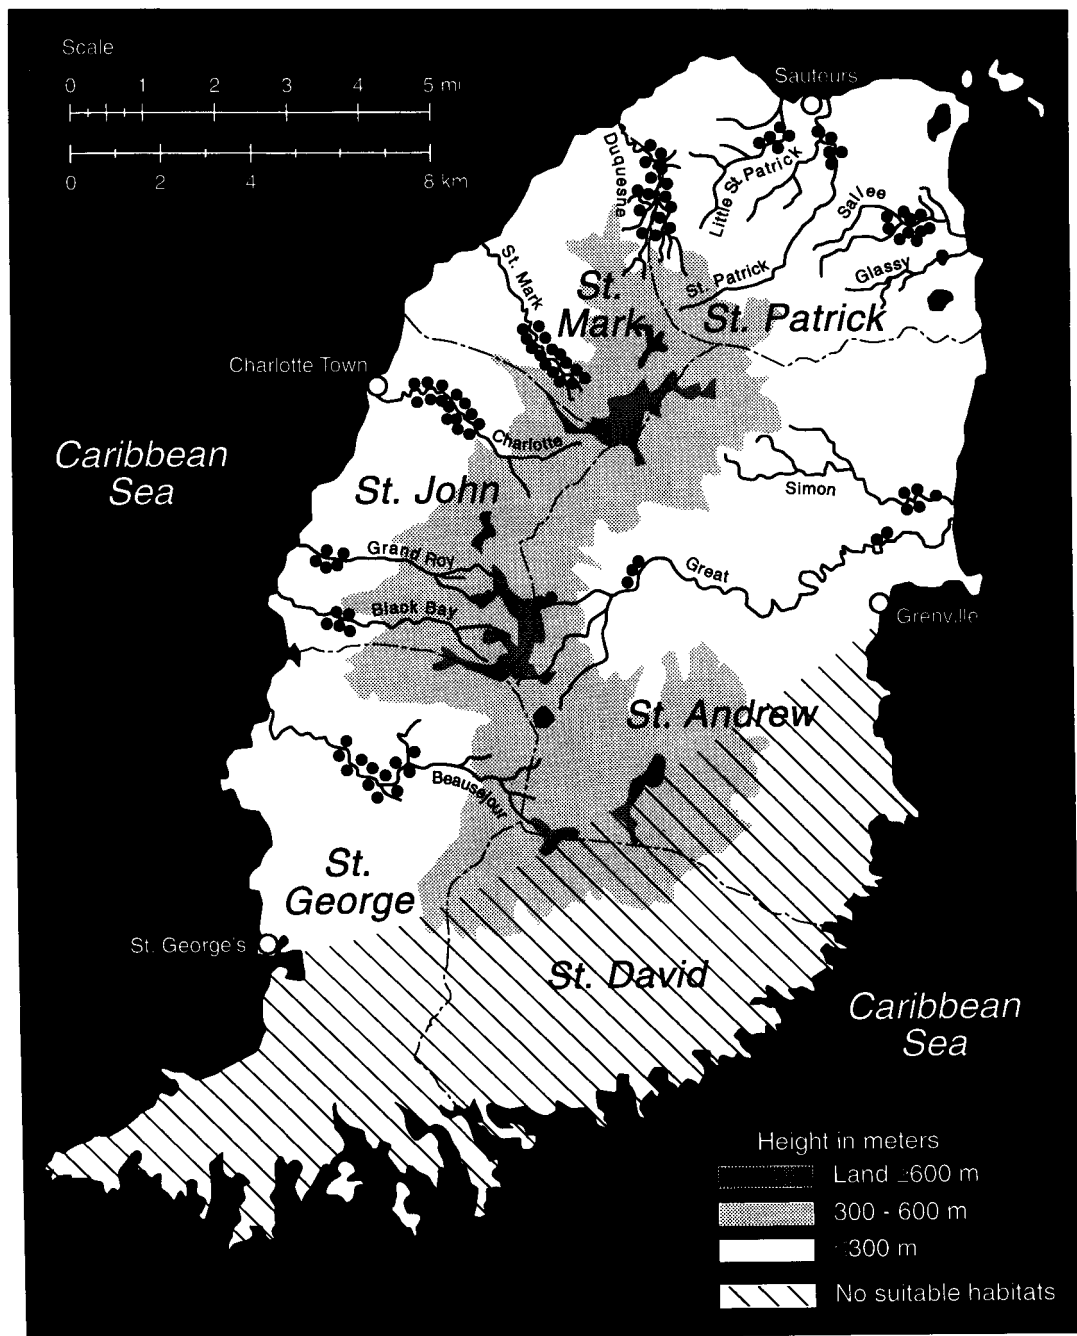 Scale
0 1 2 3 4 5 mi
0 2 4 8 km
Sauteurs
Duquesne
Little St. Patrick
Sallee
St. Patrick
Glassy
St. Mark
St.
Mark
St. Patrick
Charlotte Town
Charlotte
Caribbean
Sea
St. John
Simon
Grand Roy
Great
Black Bay
Grenville
St. Andrew
Beausejour
St.
George
St. George's
St. David
Caribbean
Sea
Height in meters
Land ≥600 m
300 - 600 m
300 m
No suitable habitats